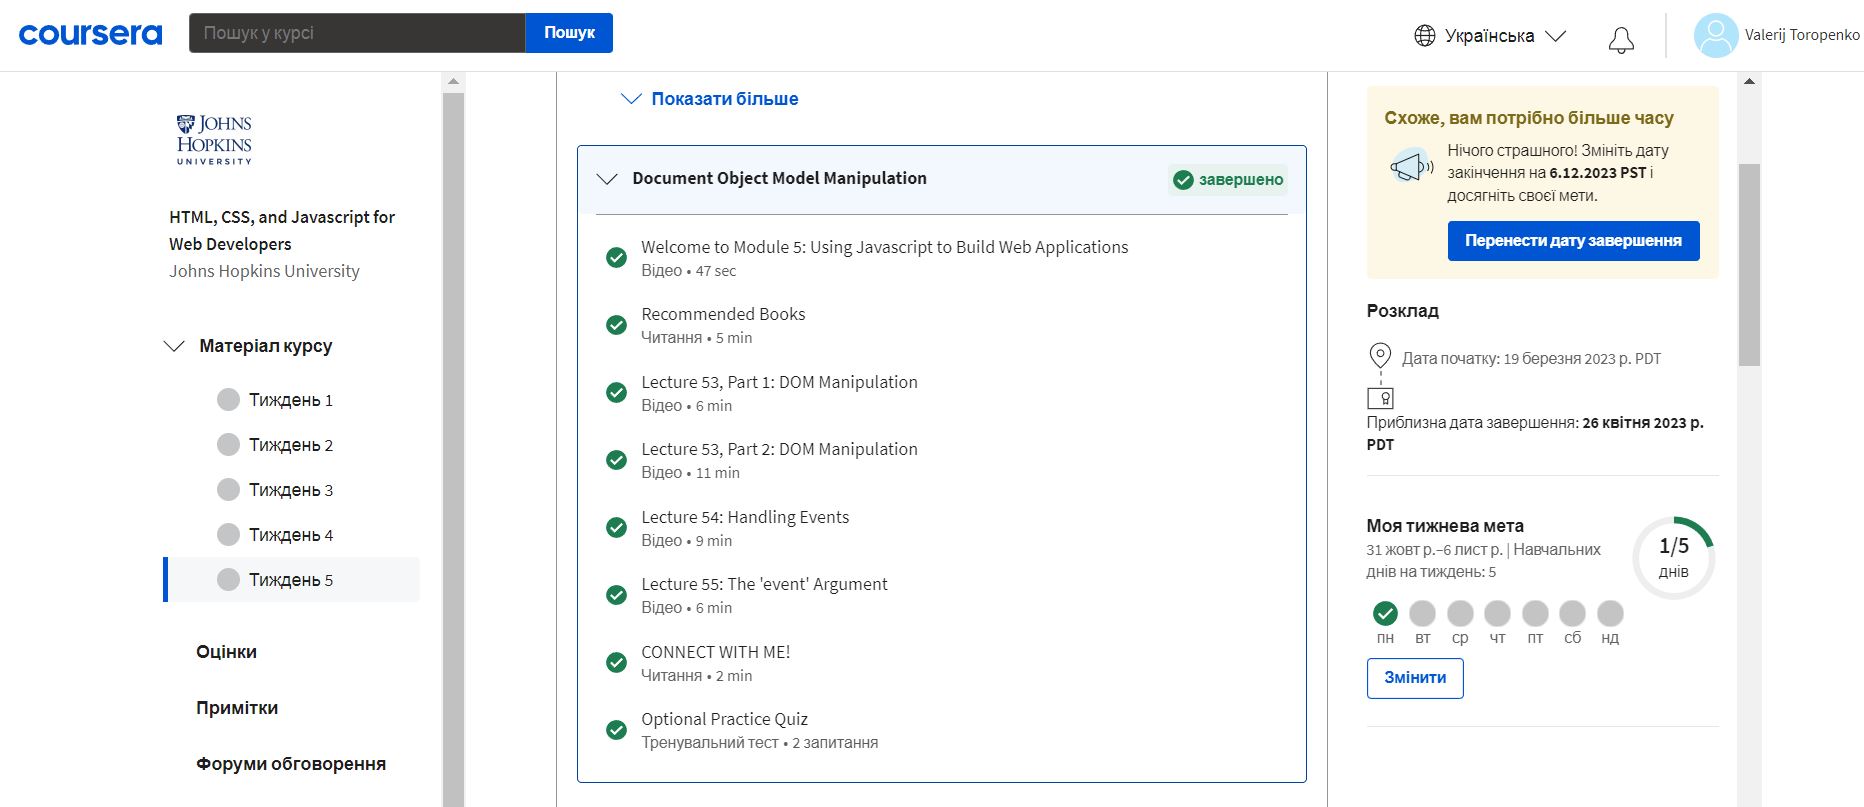 coursera
Пошук у курсі
Пошук
Українська
Valerij Toropenko
JOHNS
HOPKINS
UNIVERSITY
HTML, CSS, and Javascript for
Web Developers
Johns Hopkins University
Матеріал курсу
Тиждень 1
Тиждень 2
Тиждень 3
Тиждень 4
Тиждень 5
Оцінки
Примітки
Форуми обговорення
Показати більше
Document Object Model Manipulation
завершено
Welcome to Module 5: Using Javascript to Build Web Applications
Відео • 47 sec
Recommended Books
Читання • 5 min
Lecture 53, Part 1: DOM Manipulation
Відео • 6 min
Lecture 53, Part 2: DOM Manipulation
Відео • 11 min
Lecture 54: Handling Events
Відео • 9 min
Lecture 55: The 'event' Argument
Відео • 6 min
CONNECT WITH ME!
Читання • 2 min
Optional Practice Quiz
Тренувальний тест • 2 запитання
Схоже, вам потрібно більше часу
Нічого страшного! Змініть дату
закінчення на 6.12.2023 PST і
досягніть своєї мети.
Перенести дату завершення
Розклад
Дата початку: 19 березня 2023 р. PDT
Приблизна дата завершення: 26 квітня 2023 р.
PDT
Моя тижнева мета
31 жовт р.–6 лист р. | Навчальних
днів на тиждень: 5
1/5
днів
пн вт ср чт пт сб нд
Змінити